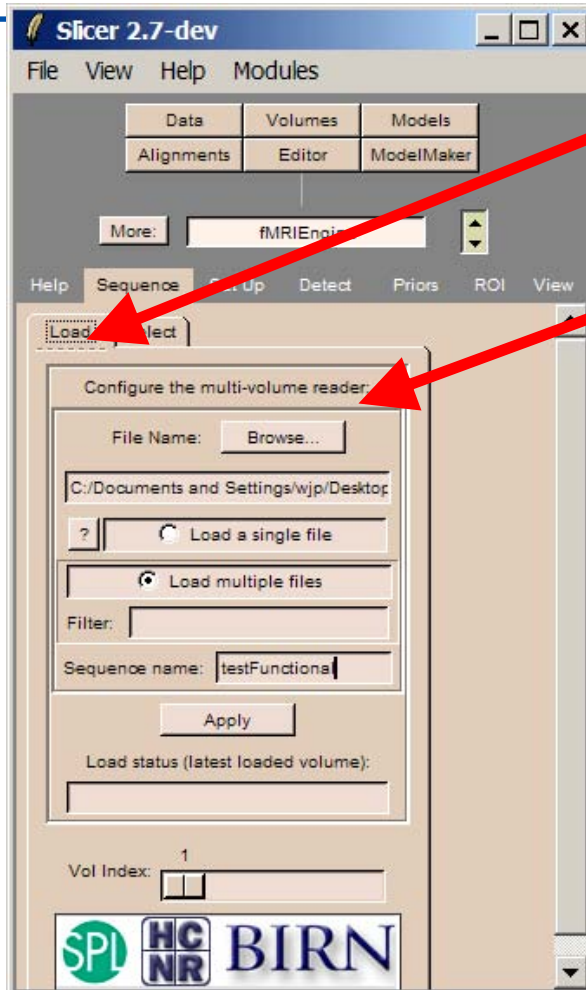 Slicer 2.7-dev
File View Help Modules
Data Volumes Models
Alignments Editor ModelMaker
More:
Help Sequence Up Detect Priors ROI View
Load
Configure the multi-volume reader:
File Name: Browse...
C:/Documents and Settings/wjp/Desktop
? Load a single file
Load multiple files
Filter:
Sequence name: testFunctional
Apply
Load status (latest loaded volume):
1
Vol Index:
SPL HC NR BIRN